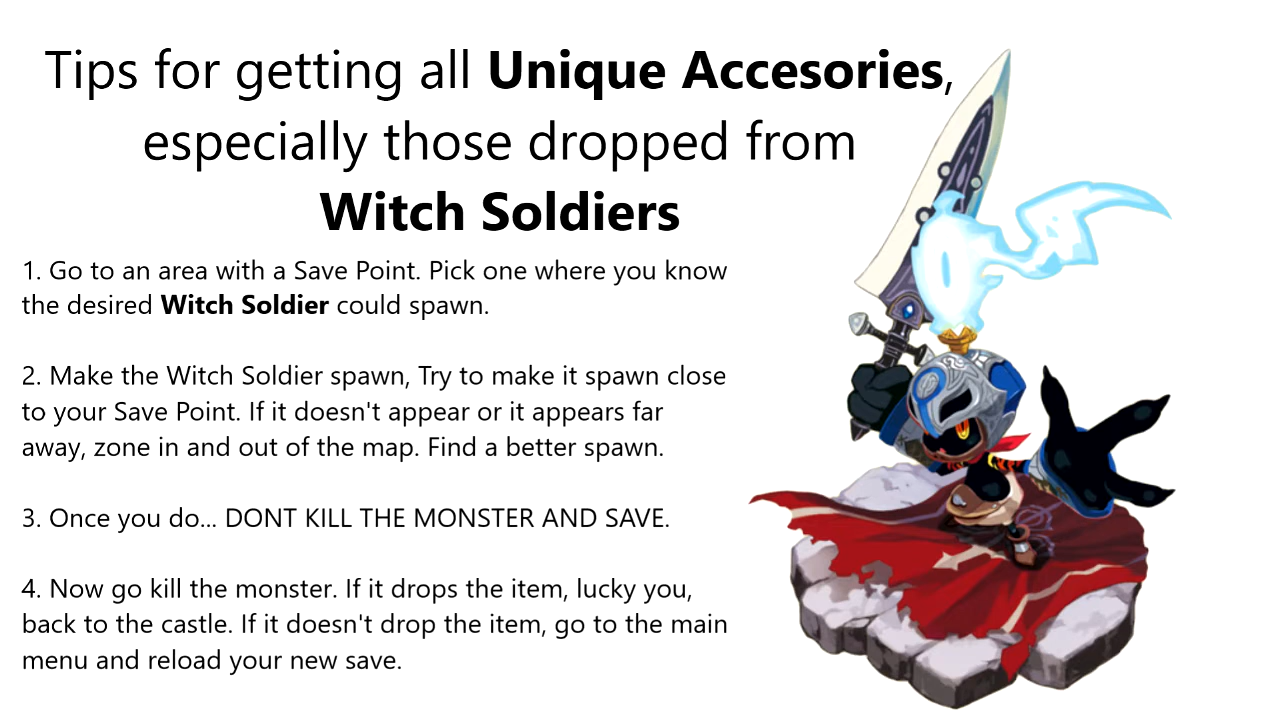 Tips for getting all Unique Accesories,
especially those dropped from
Witch Soldiers
1. Go to an area with a Save Point. Pick one where you know
the desired Witch Soldier could spawn.
2. Make the Witch Soldier spawn, Try to make it spawn close
to your Save Point. If it doesn't appear or it appears far
away, zone in and out of the map. Find a better spawn.
3. Once you do... DONT KILL THE MONSTER AND SAVE.
4. Now go kill the monster. If it drops the item, lucky you,
back to the castle. If it doesn't drop the item, go to the main
menu and reload your new save.